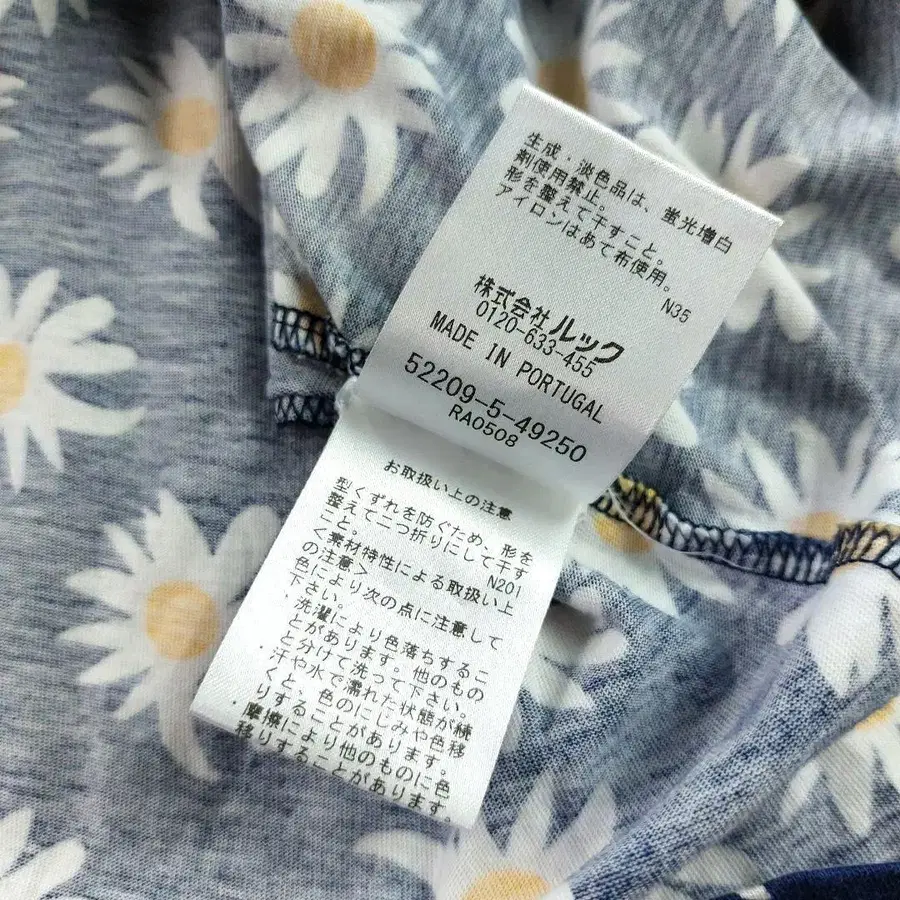 生成・淡色品は、蛍光増白
剤使用禁止。
形を整えて干すこと。
アイロンはあて布使用。
N35
株式会社ルック
0120-633-455
MADE IN PORTUGAL
52209-5-49250
RA0508
お取扱い上の注意
型くずれを防ぐため、形を
整えて二つ折りにして干す
こと。
N201
<素材特性による取扱い上
の注意>
色により次の点に注意して
下さい。
・洗濯により色落ちするこ
とがあります。他のもの
と分けて洗って下さい。
・汗や水で濡れた状態が続
くと、色のにじみや色移
りすることがあります。
・摩擦により他のものに色
移りすることがあります。